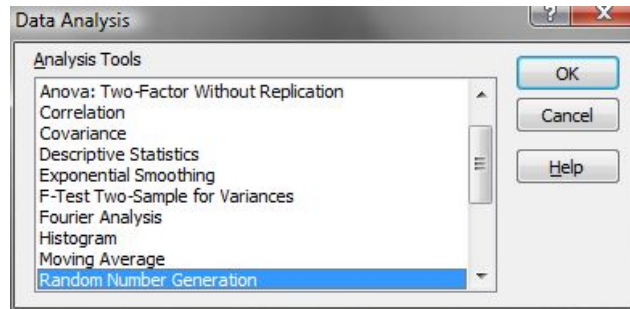 Data Analysis
? X
Analysis Tools
Anova: Two-Factor Without Replication
Correlation
Covariance
Descriptive Statistics
Exponential Smoothing
F-Test Two-Sample for Variances
Fourier Analysis
Histogram
Moving Average
Random Number Generation
OK
Cancel
Help